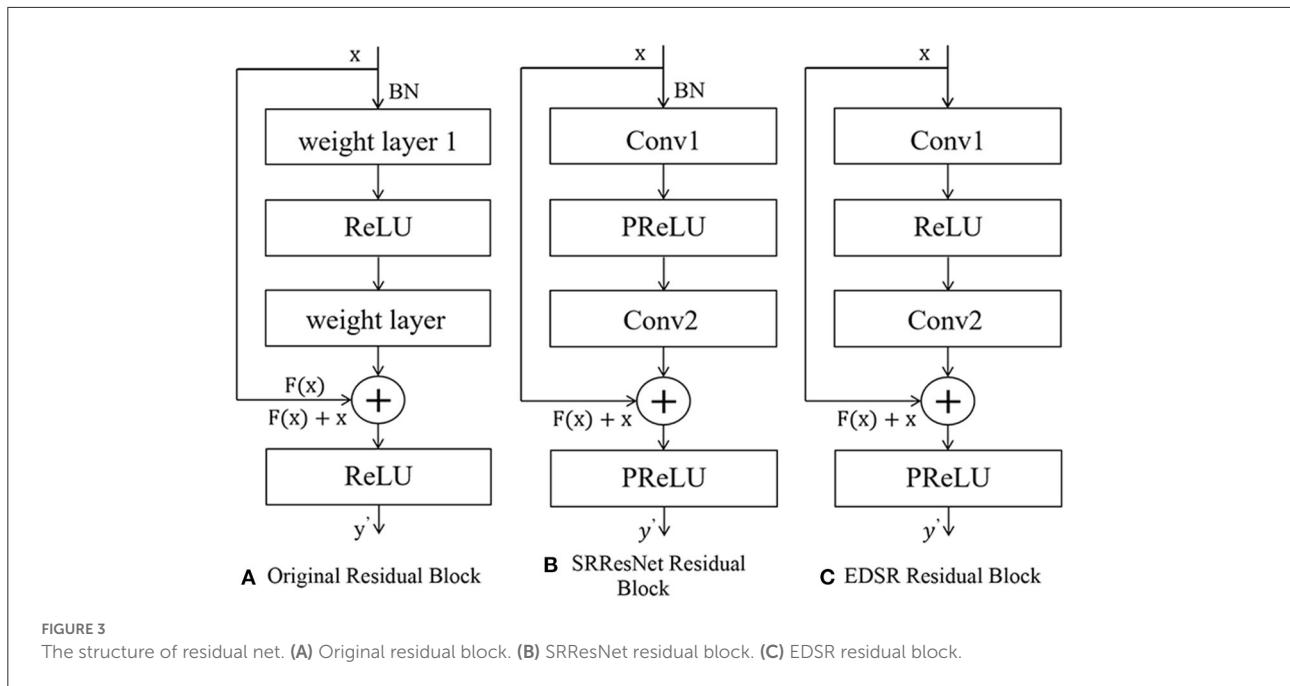 x
BN
weight layer 1
ReLU
weight layer
F(x)
F(x) + x
+
ReLU
y’
A Original Residual Block
x
BN
Conv1
PReLU
Conv2
F(x) + x
+
PReLU
y’
B SRResNet Residual
Block
x
Conv1
ReLU
Conv2
F(x) + x
+
PReLU
y’
C EDSR Residual Block
FIGURE 3
The structure of residual net. (A) Original residual block. (B) SRResNet residual block. (C) EDSR residual block.